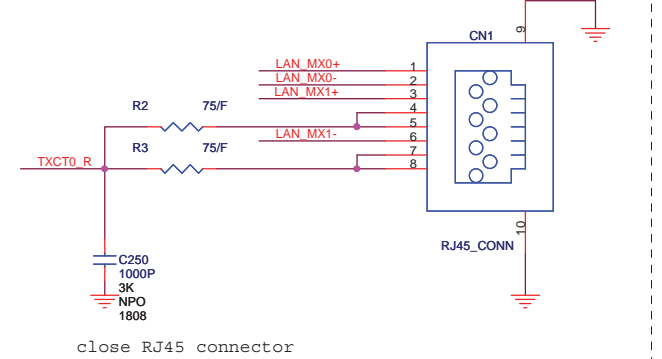 CN1
9
LAN_MX0+
1
LAN_MX0-
2
LAN_MX1+
3
R2 75/F
4
5
LAN_MX1-
6
R3 75/F
7
TXCT0_R
8
10
RJ45_CONN
C250
1000P
3K
NPO
1808
close RJ45 connector